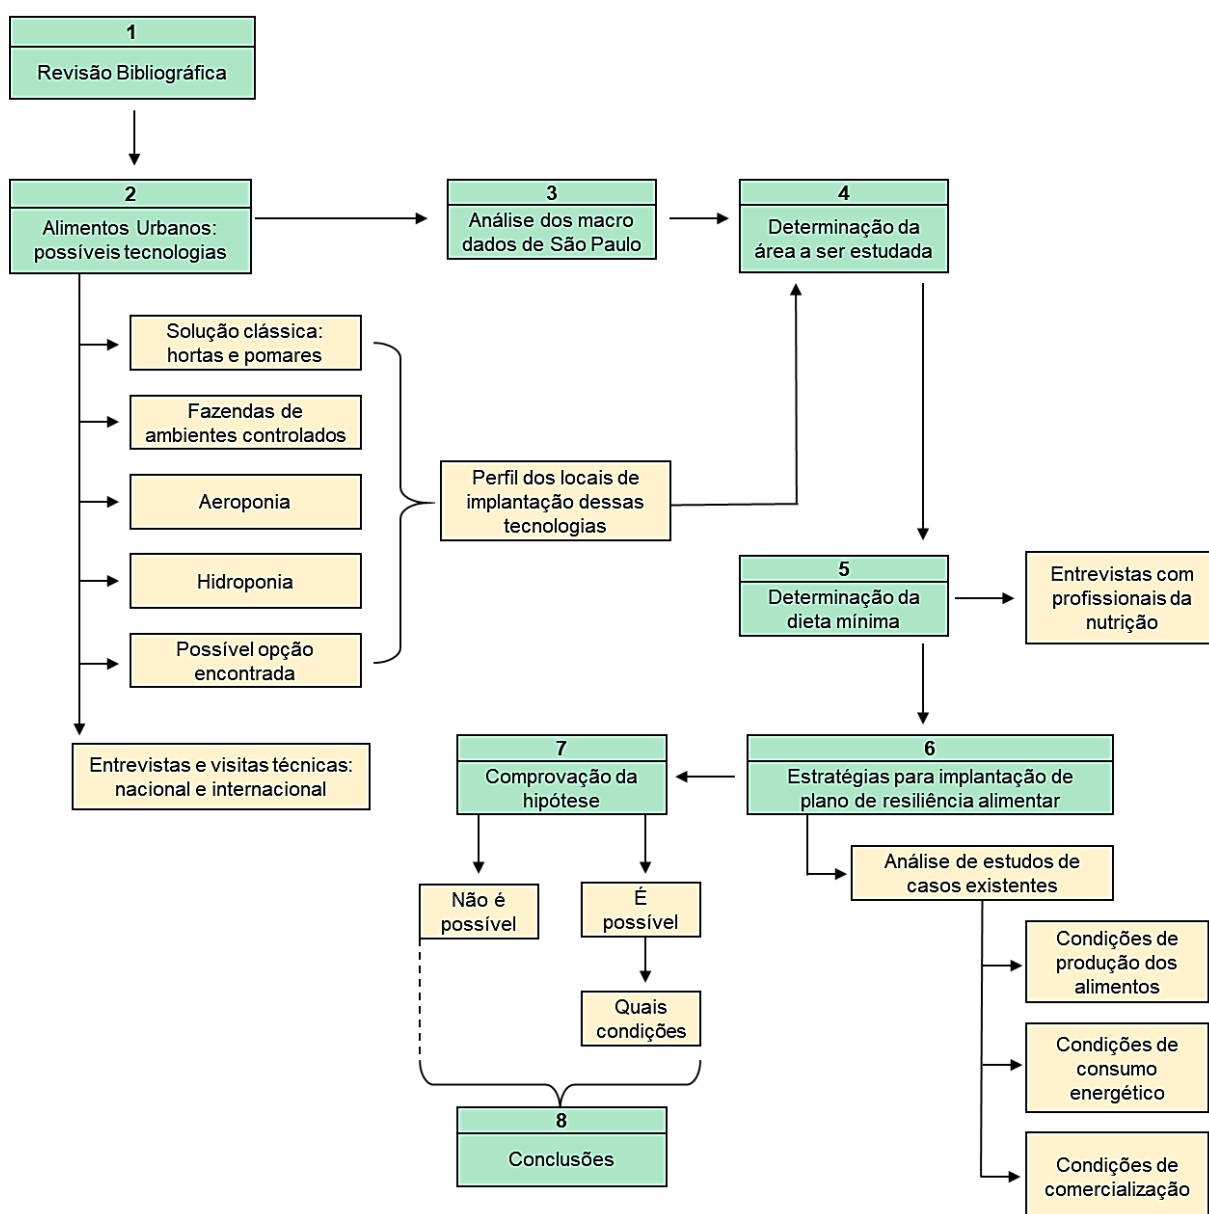 1
Revisão Bibliográfica
2
Alimentos Urbanos:
possíveis tecnologias
3
Análise dos macro
dados de São Paulo
4
Determinação da
área a ser estudada
Solução clássica:
hortas e pomares
Fazendas de
ambientes controlados
Aeroponia
Hidroponia
Possível opção
encontrada
Perfil dos locais de
implantação dessas
tecnologias
Entrevistas e visitas técnicas:
nacional e internacional
5
Determinação da
dieta mínima
Entrevistas com
profissionais da
nutrição
6
Estratégias para implantação de
plano de resiliência alimentar
Análise de estudos de
casos existentes
Condições de
produção dos
alimentos
Condições de
consumo
energético
Condições de
comercialização
7
Comprovação da
hipótese
Não é
possível
É
possível
Quais
condições
8
Conclusões